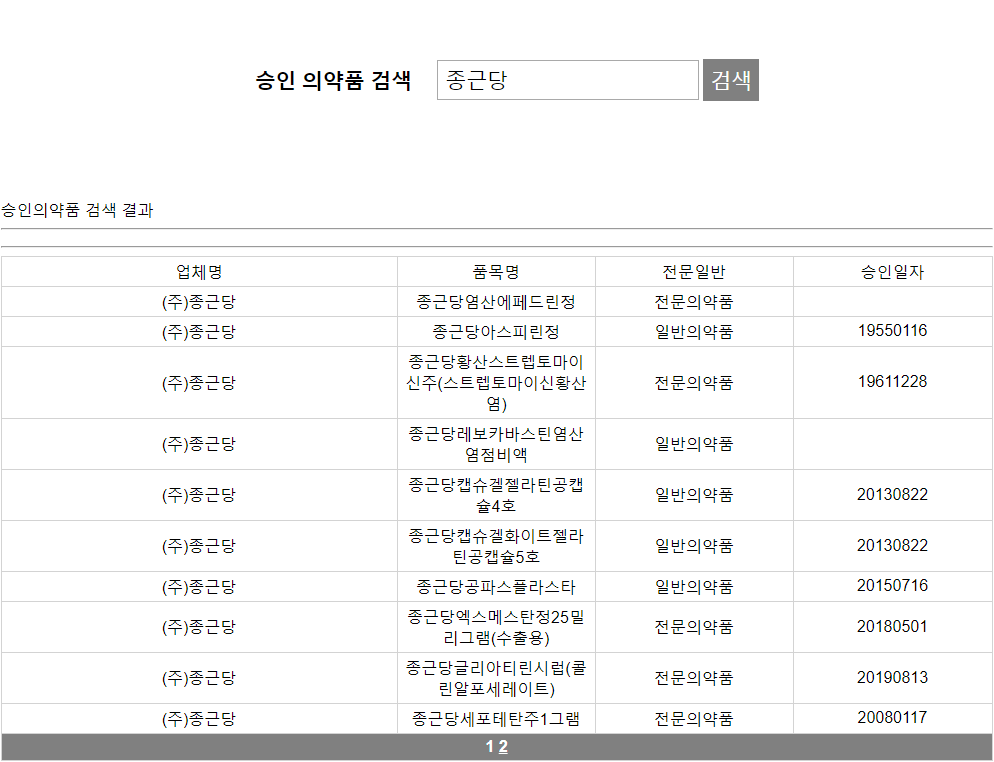 승인 의약품 검색 종근당 검색
승인의약품 검색 결과
업체명 품목명 전문일반 승인일자
(주)종근당 종근당염산에페드린정 전문의약품
(주)종근당 종근당아스피린정 일반의약품 19550116
종근당황산스트렙토마이
(주)종근당 신주(스트렙토마이신황산 전문의약품 19611228
염)
종근당레보카바스틴염산
(주)종근당 염점비액 일반의약품
종근당캡슈겔젤라틴공캡
(주)종근당 슐4호 일반의약품 20130822
종근당캡슈겔화이트젤라
(주)종근당 틴공캡슐5호 일반의약품 20130822
(주)종근당 종근당공파스플라스타 일반의약품 20150716
종근당엑스메스탄정25밀
(주)종근당 리그램(수출용) 전문의약품 20180501
종근당글리아티린시럽(콜
(주)종근당 린알포세레이트) 전문의약품 20190813
(주)종근당 종근당세포테탄주1그램 전문의약품 20080117
1 2